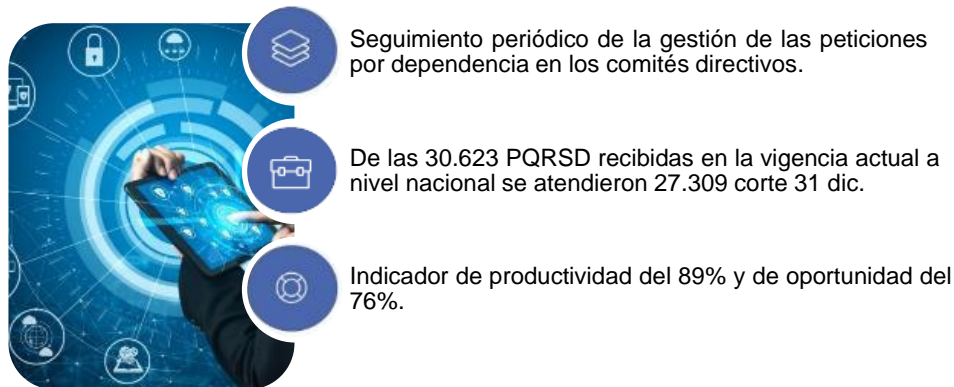 Seguimiento periódico de la gestión de las peticiones
por dependencia en los comités directivos.
De las 30.623 PQRSD recibidas en la vigencia actual a
nivel nacional se atendieron 27.309 corte 31 dic.
Indicador de productividad del 89% y de oportunidad del
76%.